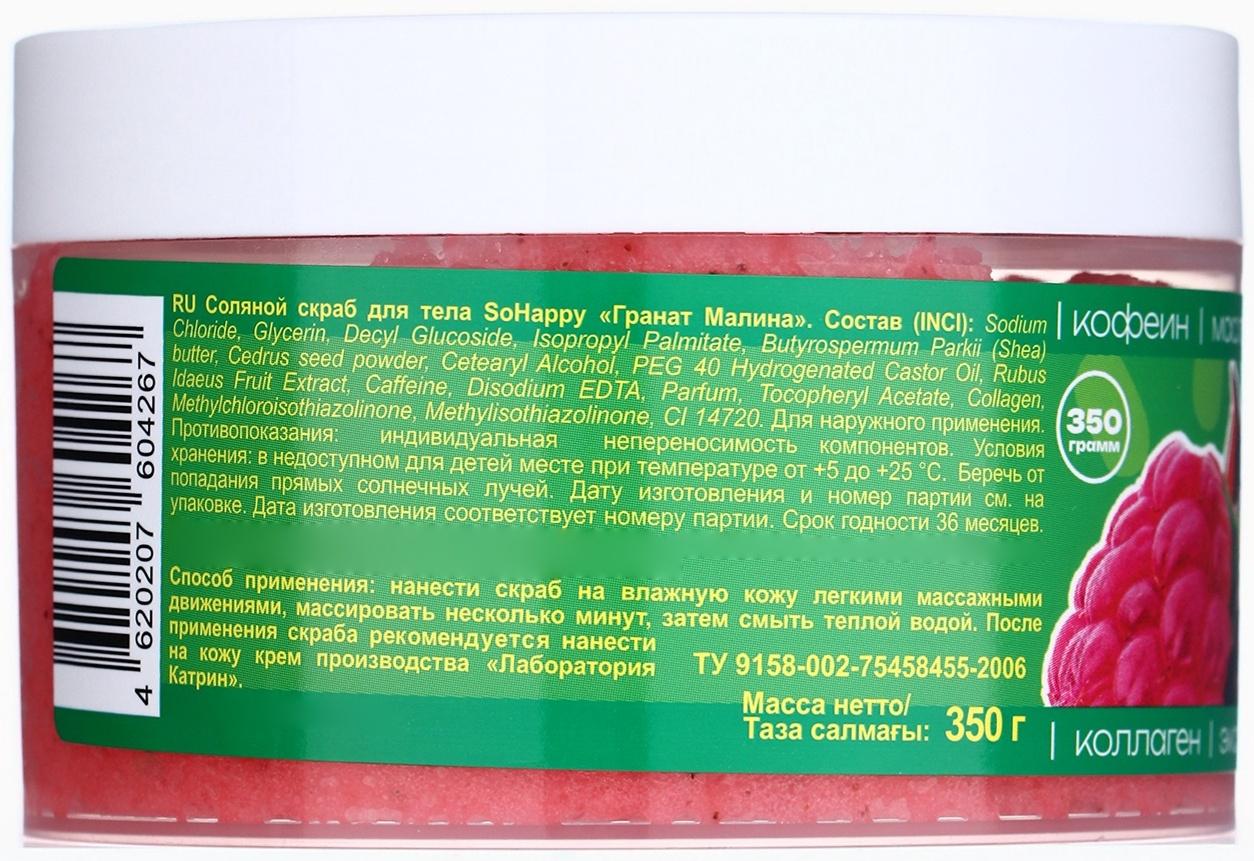 RU Соляной скраб для тела SoHappy «Гранат Малина». Состав (INCI): Sodium
Chloride, Glycerin, Decyl Glucoside, Isopropyl Palmitate, Butyrospermum Parkii (Shea)
butter, Cedrus seed powder, Cetearyl Alcohol, PEG 40 Hydrogenated Castor Oil, Rubus
Idaeus Fruit Extract, Caffeine, Disodium EDTA, Parfum, Tocopheryl Acetate, Collagen,
Methylchloroisothiazolinone, Methylisothiazolinone, CI 14720. Для наружного применения.
Противопоказания: индивидуальная непереносимость компонентов. Условия
хранения: в недоступном для детей месте при температуре от +5 до +25 °С. Беречь от
попадания прямых солнечных лучей. Дату изготовления и номер партии см. на
упаковке. Дата изготовления соответствует номеру партии. Срок годности 36 месяцев.
Способ применения: нанести скраб на влажную кожу легкими массажными
движениями, массировать несколько минут, затем смыть теплой водой. После
применения скраба рекомендуется нанести
на кожу крем производства «Лаборатория
Катрин».
ТУ 9158-002-75458455-2006
Масса нетто/
Таза салмағы: 350 г
4 620207 604267
| кофеин |
350
грамм
| коллаген |